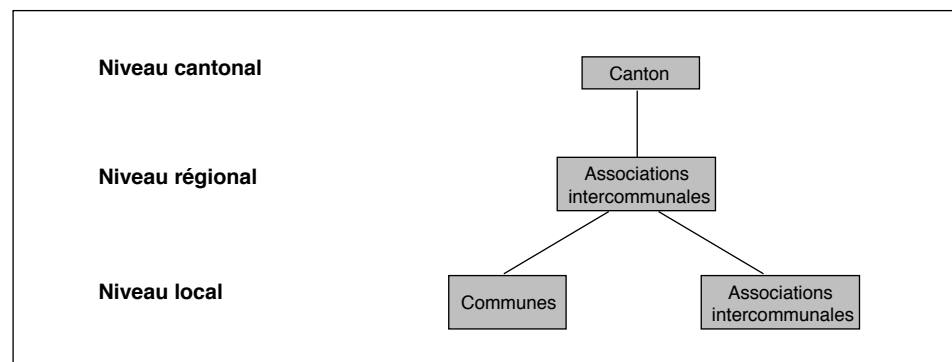 Niveau cantonal
Canton
Niveau régional
Associations
intercommunales
Niveau local
Communes
Associations
intercommunales